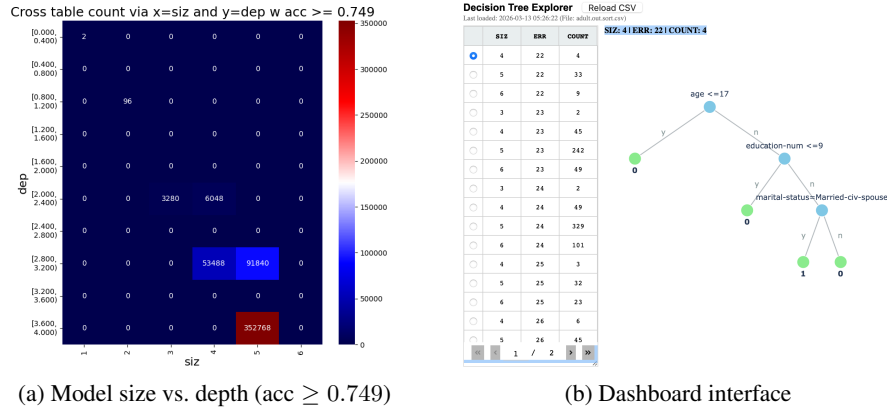 Cross table count via x=siz and y=dep w acc >= 0.749
dep
[0.000, 0.400) 2 0 0 0 0 0
[0.400, 0.800) 0 0 0 0 0 0
[0.800, 1.200) 0 96 0 0 0 0
[1.200, 1.600) 0 0 0 0 0 0
[1.600, 2.000) 0 0 0 0 0 0
[2.000, 2.400) 0 0 3280 6048 0 0
[2.400, 2.800) 0 0 0 0 0 0
[2.800, 3.200) 0 0 0 53488 91840 0
[3.200, 3.600) 0 0 0 0 0 0
[3.600, 4.000) 0 0 0 0 352768 0
1 2 3 4 5 6
siz
350000
300000
250000
200000
150000
100000
50000
0
(a) Model size vs. depth (acc ≥ 0.749)
Decision Tree Explorer Reload CSV
Last loaded: 2026-03-13 05:26:22 (File: adult.out.sort.csv)
SIZ ERR COUNT
4 22 4
5 22 33
6 22 9
3 23 2
4 23 45
5 23 242
6 23 49
3 24 2
4 24 49
5 24 329
6 24 101
4 25 3
5 25 32
6 25 23
4 26 6
5 26 45
« ‹ 1 / 2 › »
SIZ: 4 | ERR: 22 | COUNT: 4
age <=17
y n
education-num <=9
0
y n
marital-status=Married-civ-spouse
0
y n
1 0
(b) Dashboard interface